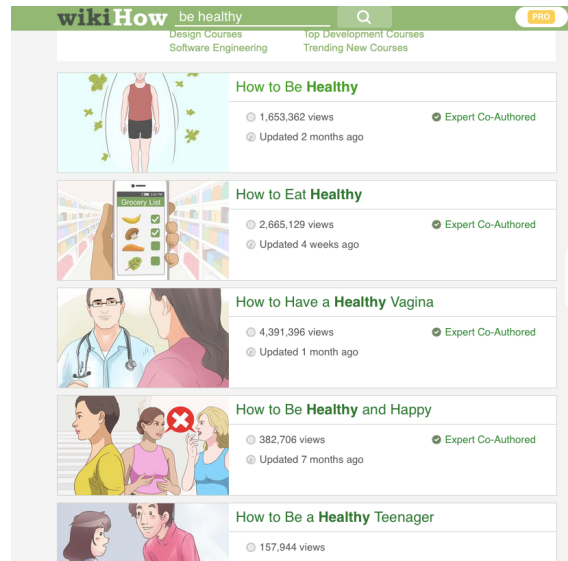 wikiHow be healthy PRO
Design Courses Top Development Courses
Software Engineering Trending New Courses
How to Be Healthy
1,653,362 views Expert Co-Authored
Updated 2 months ago
Grocery List
How to Eat Healthy
2,665,129 views Expert Co-Authored
Updated 4 weeks ago
How to Have a Healthy Vagina
4,391,396 views Expert Co-Authored
Updated 1 month ago
How to Be Healthy and Happy
382,706 views Expert Co-Authored
Updated 7 months ago
How to Be a Healthy Teenager
157,944 views